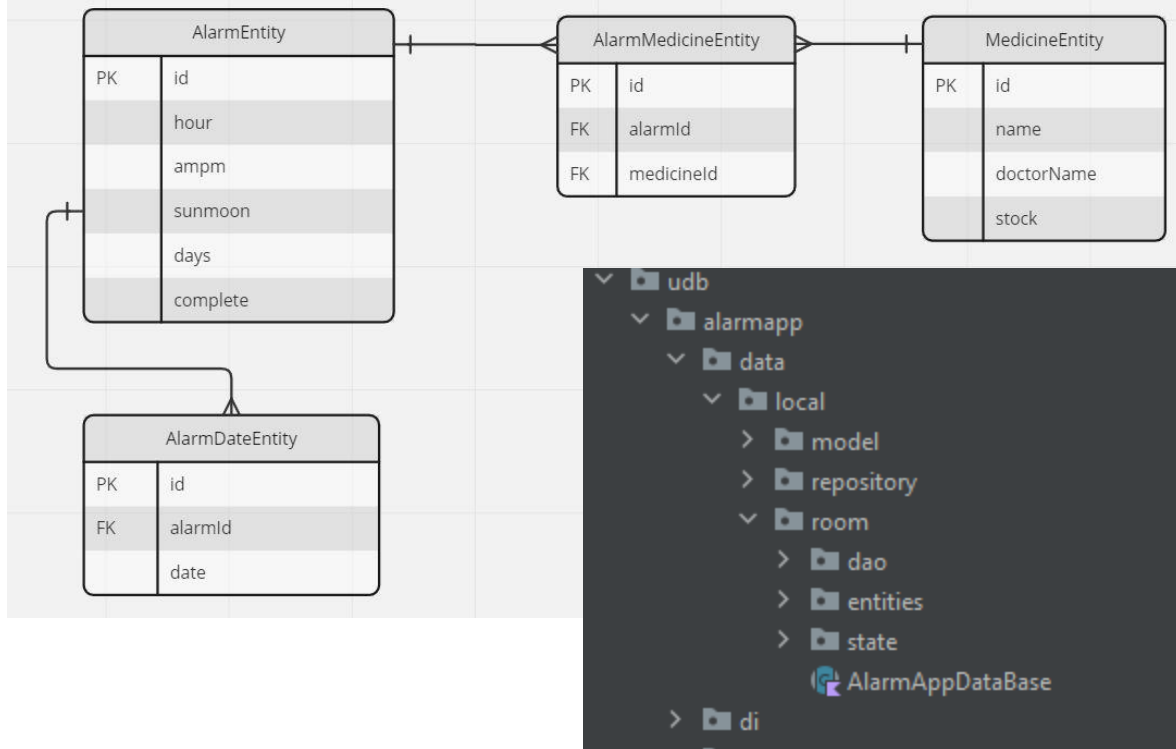 AlarmEntity
PK id
hour
ampm
sunmoon
days
complete
AlarmMedicineEntity
PK id
FK alarmId
FK medicineId
MedicineEntity
PK id
name
doctorName
stock
AlarmDateEntity
PK id
FK alarmId
date
udb
alarmapp
data
local
model
repository
room
dao
entities
state
AlarmAppDataBase
di